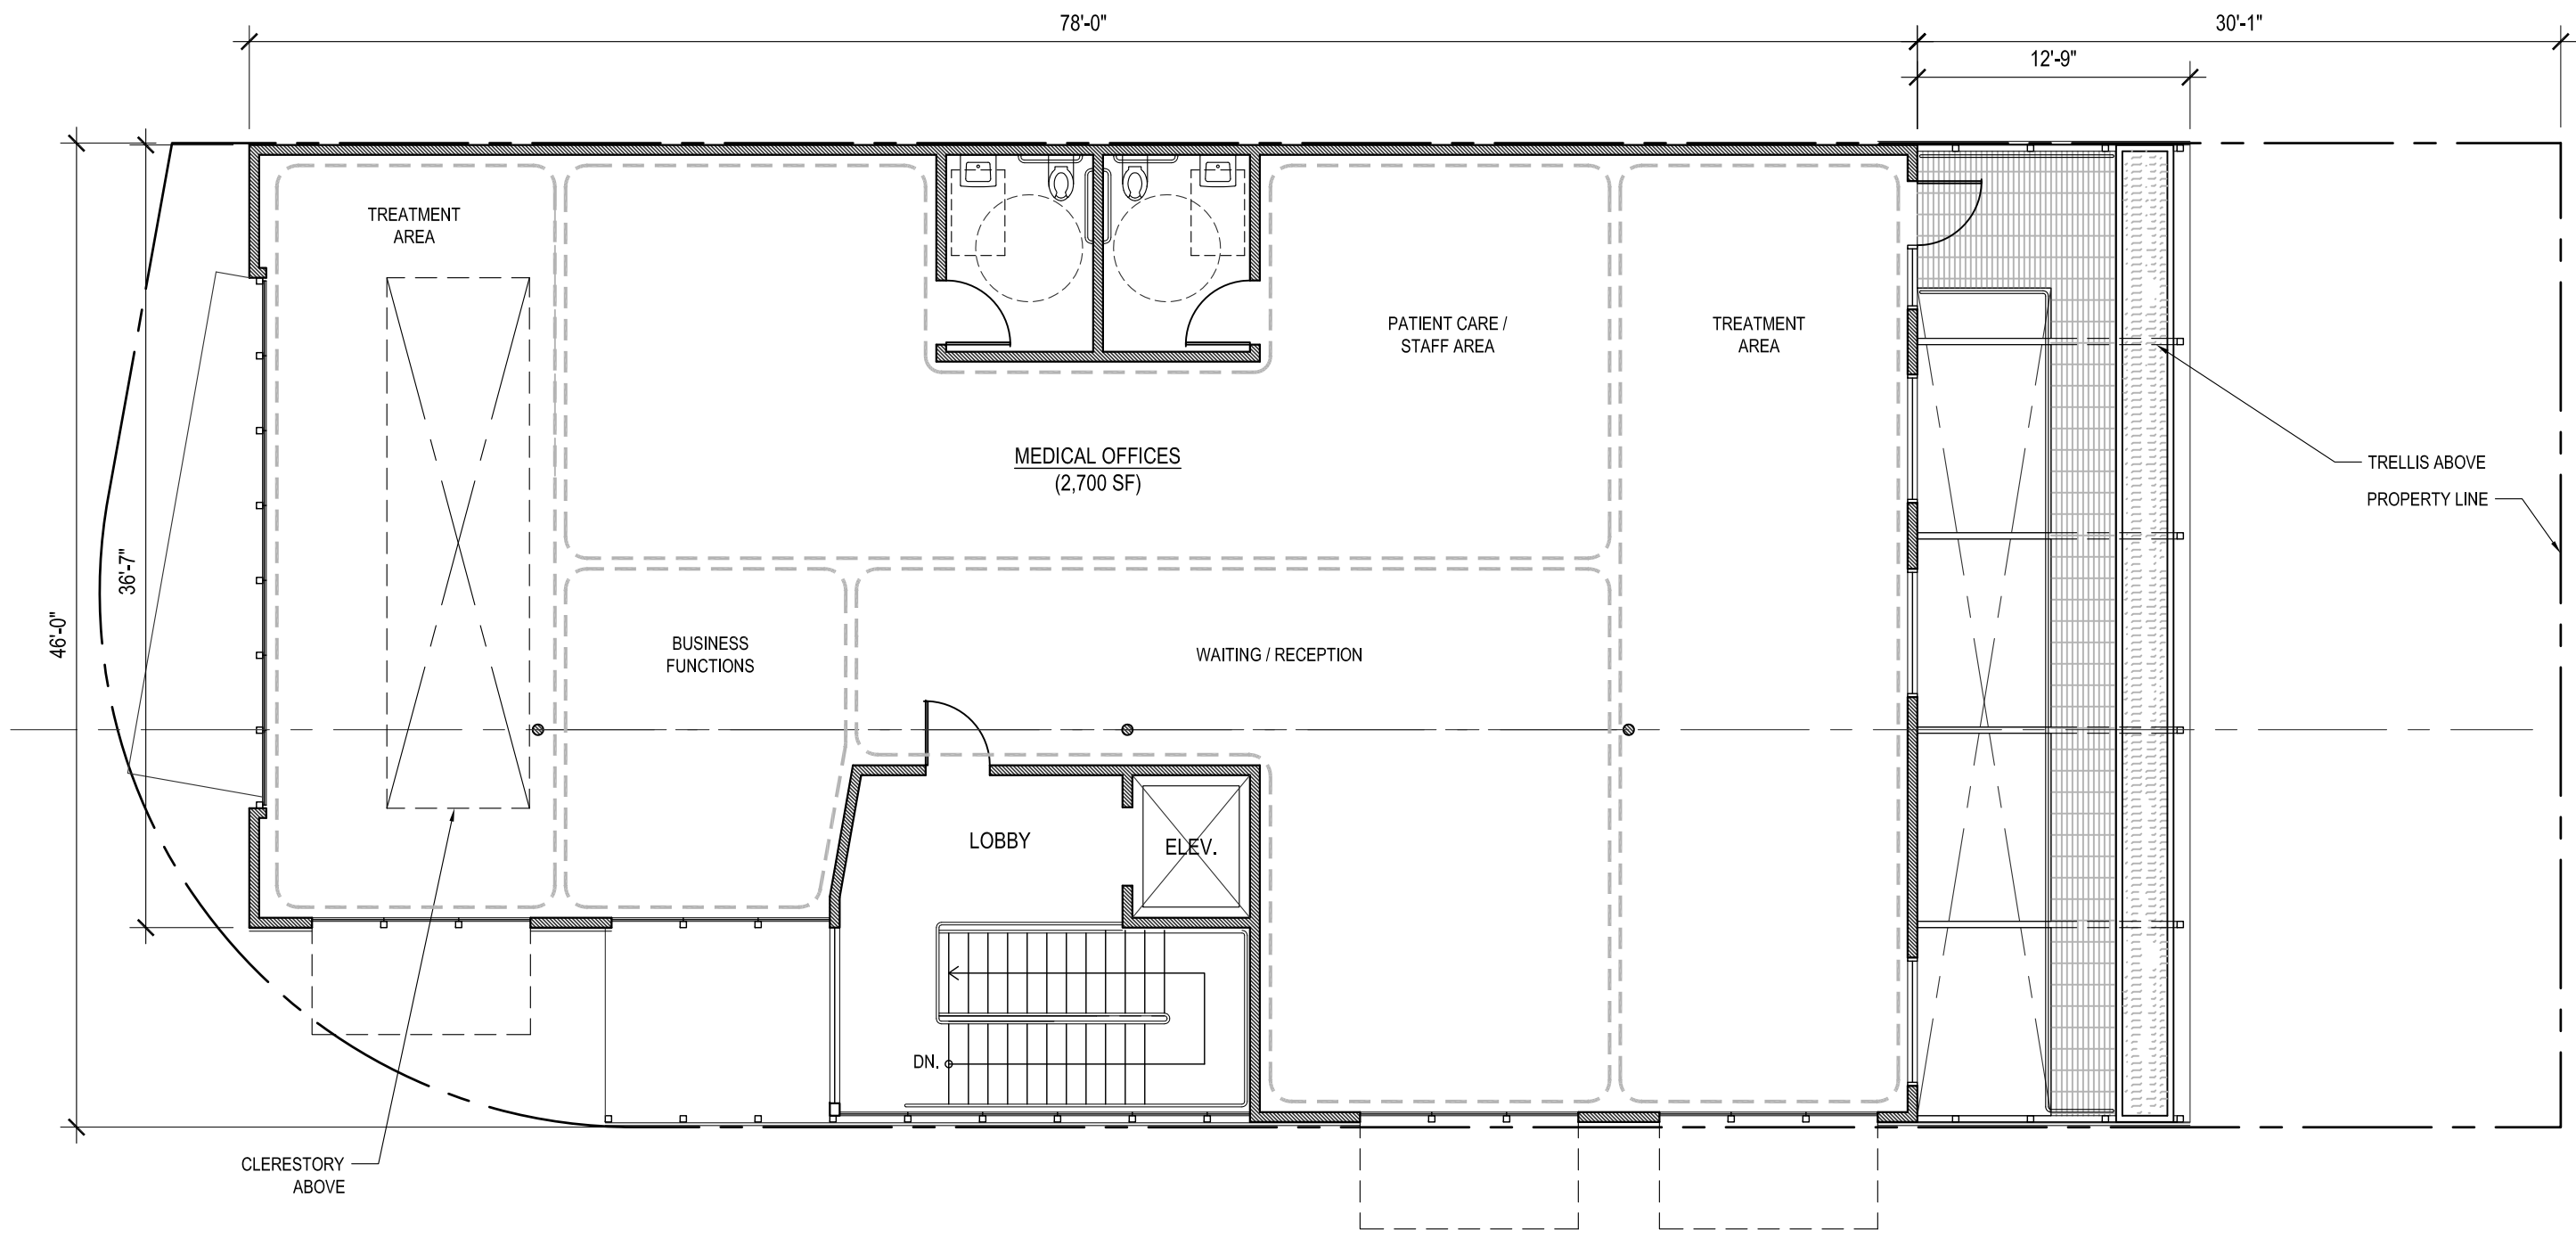 78'-0"
30'-1"
12'-9"
TREATMENT
AREA
PATIENT CARE /
STAFF AREA
TREATMENT
AREA
MEDICAL OFFICES
(2,700 SF)
TRELLIS ABOVE
PROPERTY LINE
36'-7"
46'-0"
BUSINESS
FUNCTIONS
WAITING / RECEPTION
LOBBY
ELEV.
DN.
CLERESTORY
ABOVE